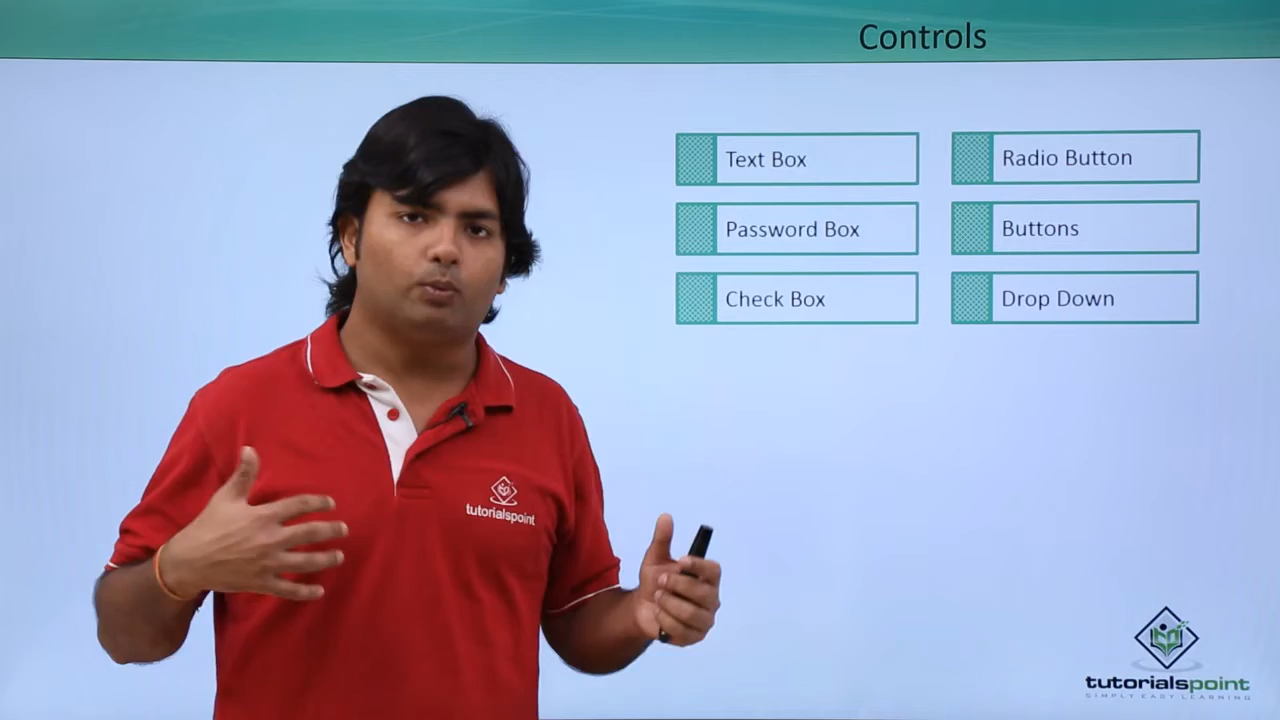 Controls
Text Box
Radio Button
Password Box
Buttons
Check Box
Drop Down
tutorialspoint
tutorialspoint
SIMPLY EASY LEARNING